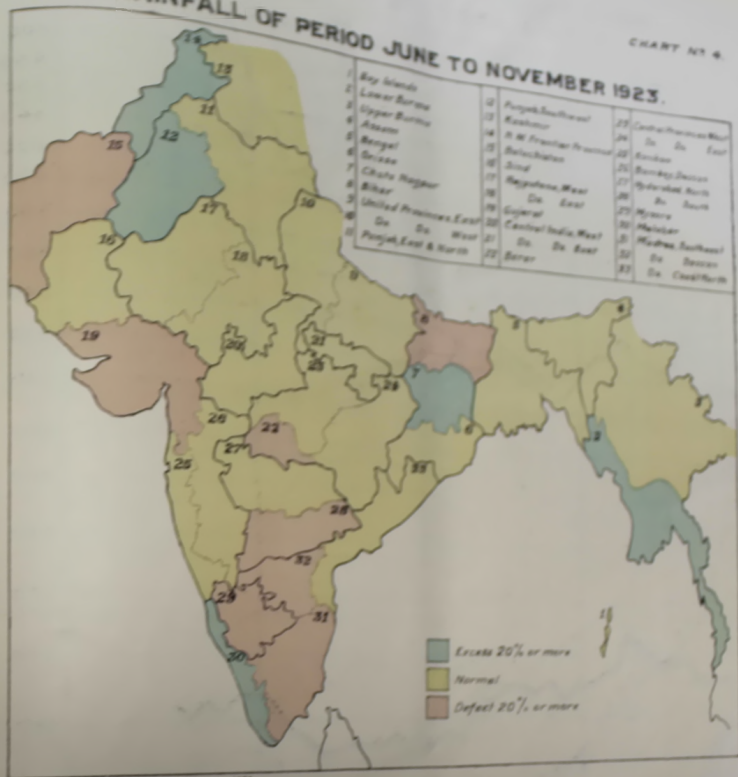 RAINFALL OF PERIOD JUNE TO NOVEMBER 1923.
CHART No. 4.
1 Bay Islands
2 Lower Burma
3 Upper Burma
4 Assam
5 Bengal
6 Orissa
7 Chota Nagpur
8 Bihar
9 United Provinces, East
10 Do. Do. West
11 Punjab, East & North
12 Punjab, Southwest
13 Kashmir
14 N.W. Frontier Province
15 Baluchistan
16 Sind
17 Rajputana, West
18 Do. East
19 Gujarat
20 Central India, West
21 Do. Do. East
22 Berar
23 Central Provinces, West
24 Do. Do. East
25 Konkan
26 Bombay, Deccan
27 Hyderabad, North
28 Do. South
29 Mysore
30 Malabar
31 Madras, Southeast
32 Do. Deccan
33 Do. Coast North
14
13
11
12
15
17
10
16
18
9
8
5
4
19
20
21
23
7
24
3
26
22
6
2
27
25
33
28
32
29
31
1
30
Excess 20% or more
Normal
Defect 20% or more